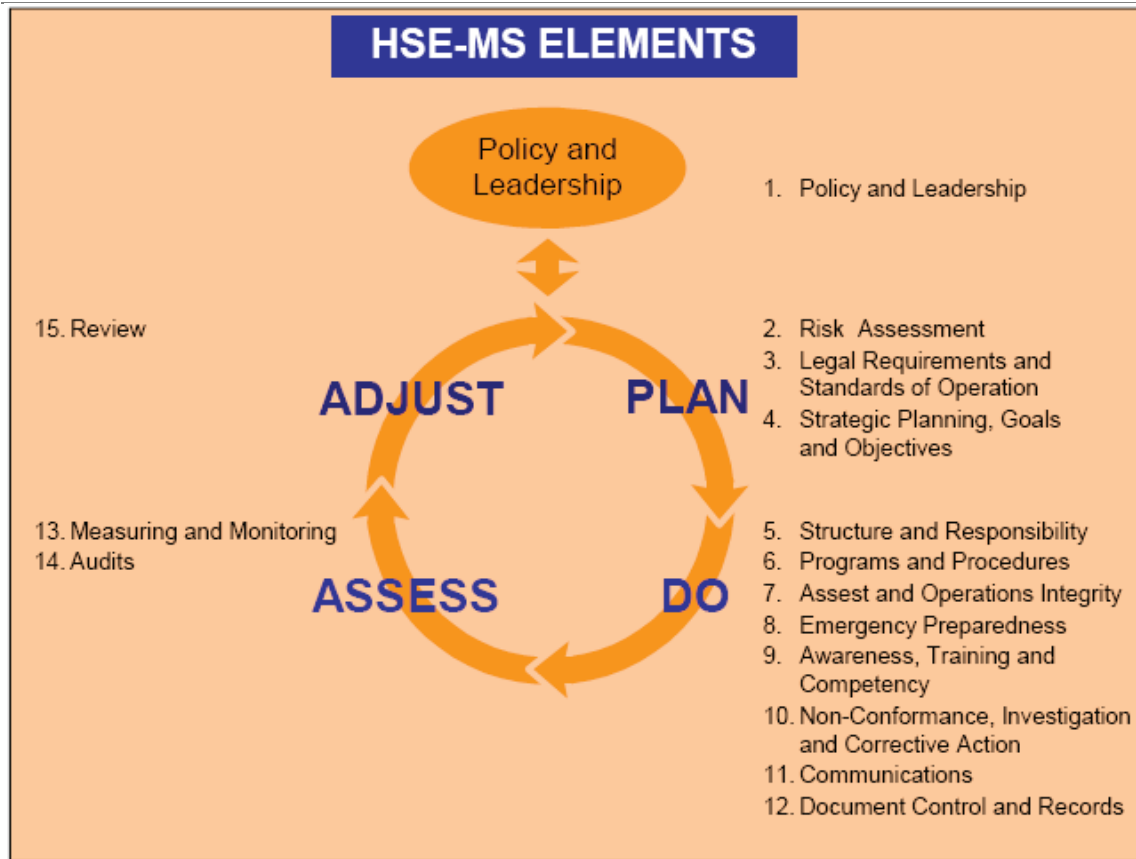 HSE-MS ELEMENTS
Policy and
Leadership
1. Policy and Leadership
15. Review
2. Risk Assessment
3. Legal Requirements and
Standards of Operation
4. Strategic Planning, Goals
and Objectives
ADJUST
PLAN
13. Measuring and Monitoring
14. Audits
5. Structure and Responsibility
6. Programs and Procedures
7. Assest and Operations Integrity
8. Emergency Preparedness
9. Awareness, Training and
Competency
10. Non-Conformance, Investigation
and Corrective Action
11. Communications
12. Document Control and Records
ASSESS
DO